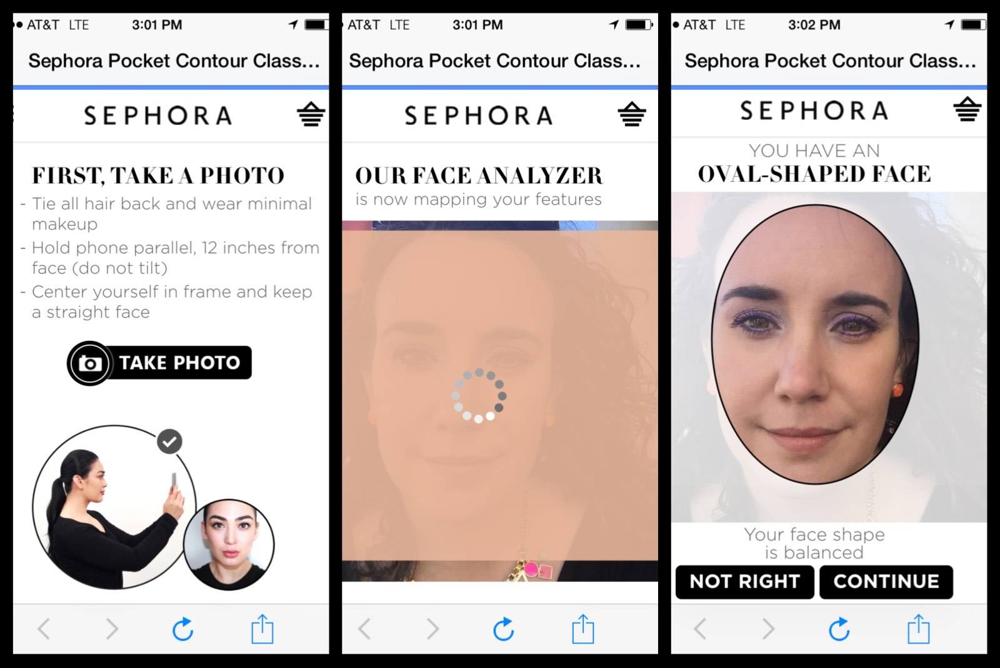 AT&T LTE 3:01 PM
Sephora Pocket Contour Class...
SEPHORA
FIRST, TAKE A PHOTO
- Tie all hair back and wear minimal
makeup
- Hold phone parallel, 12 inches from
face (do not tilt)
- Center yourself in frame and keep
a straight face
TAKE PHOTO
AT&T LTE 3:01 PM
Sephora Pocket Contour Class...
SEPHORA
OUR FACE ANALYZER
is now mapping your features
AT&T LTE 3:02 PM
Sephora Pocket Contour Class...
SEPHORA
YOU HAVE AN
OVAL-SHAPED FACE
Your face shape
is balanced
NOT RIGHT CONTINUE